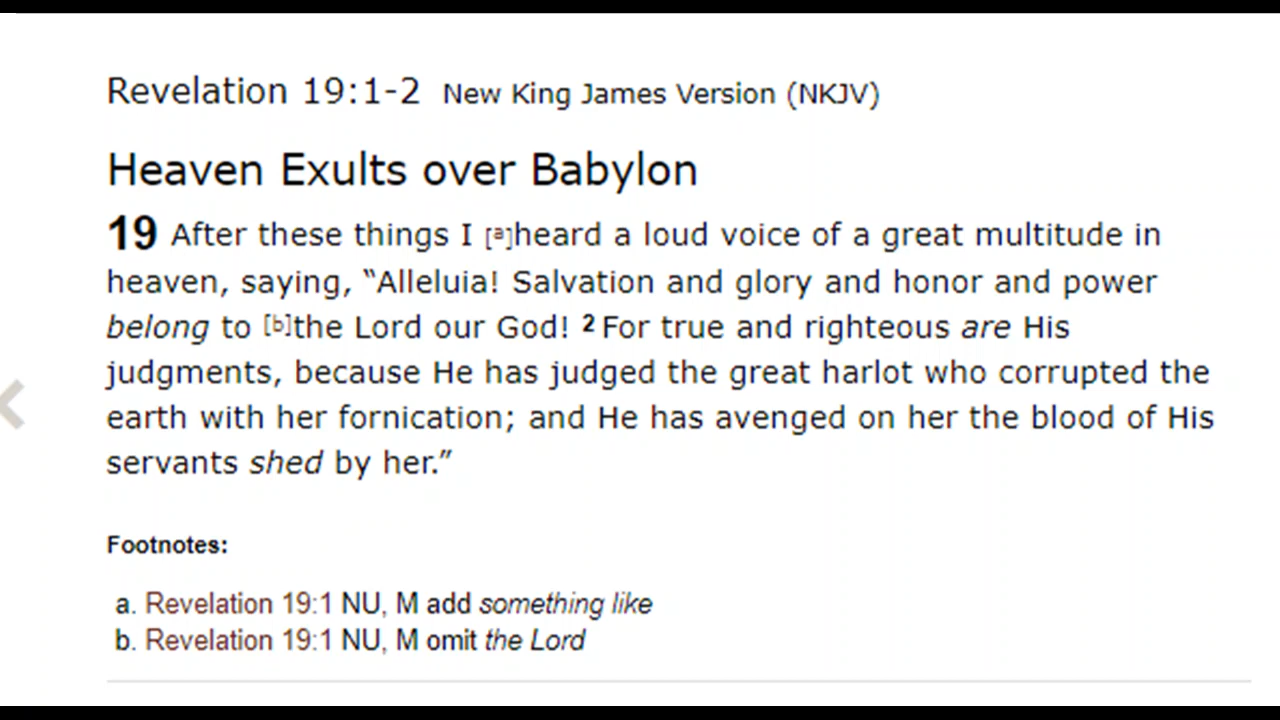 Revelation 19:1-2 New King James Version (NKJV)
Heaven Exults over Babylon
19 After these things I [a]heard a loud voice of a great multitude in
heaven, saying, “Alleluia! Salvation and glory and honor and power
belong to [b]the Lord our God! 2 For true and righteous are His
judgments, because He has judged the great harlot who corrupted the
earth with her fornication; and He has avenged on her the blood of His
servants shed by her.”
Footnotes:
a. Revelation 19:1 NU, M add something like
b. Revelation 19:1 NU, M omit the Lord